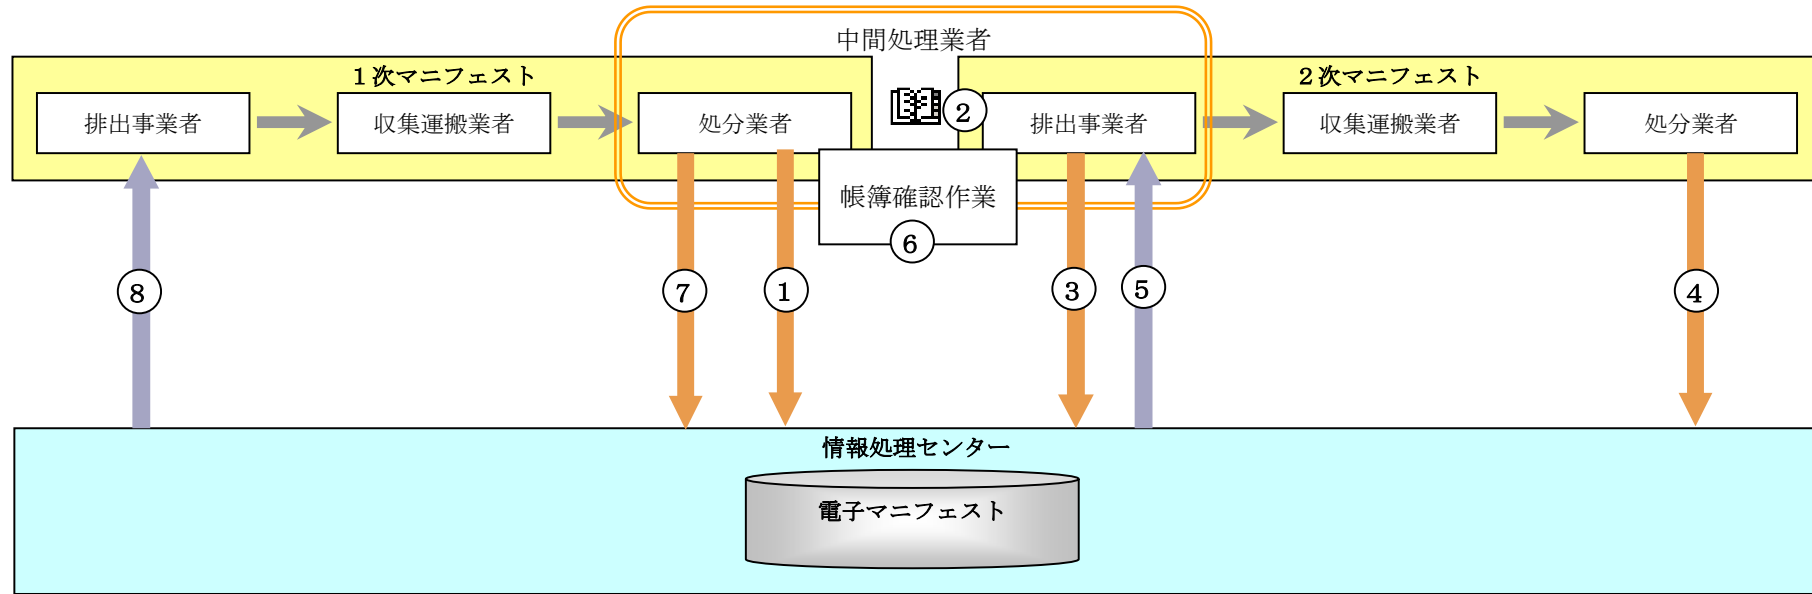 中間処理業者
１次マニフェスト
２次マニフェスト
排出事業者
収集運搬業者
処分業者
②
排出事業者
収集運搬業者
処分業者
帳簿確認作業
⑥
⑧
⑦
①
③
⑤
④
情報処理センター
電子マニフェスト